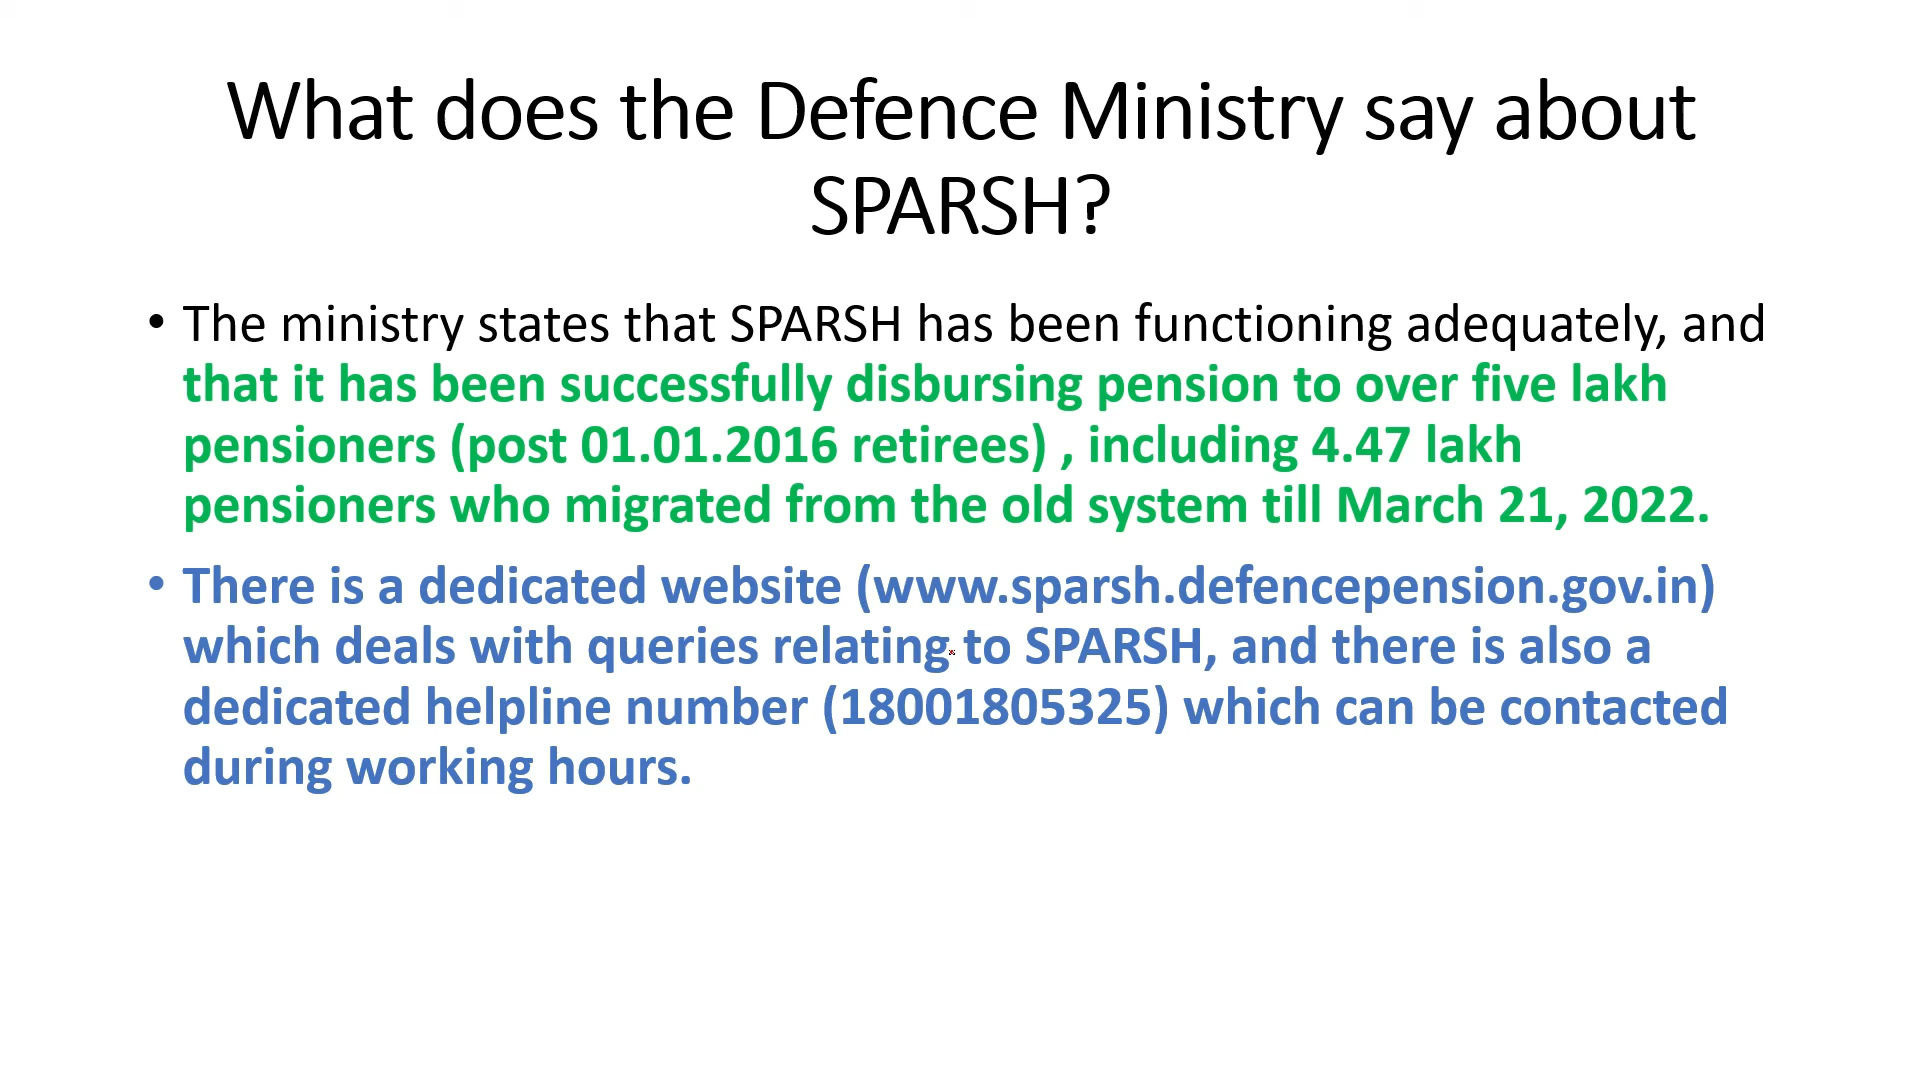 What does the Defence Ministry say about
SPARSH?
• The ministry states that SPARSH has been functioning adequately, and
that it has been successfully disbursing pension to over five lakh
pensioners (post 01.01.2016 retirees) , including 4.47 lakh
pensioners who migrated from the old system till March 21, 2022.
• There is a dedicated website (www.sparsh.defencepension.gov.in)
which deals with queries relating to SPARSH, and there is also a
dedicated helpline number (18001805325) which can be contacted
during working hours.